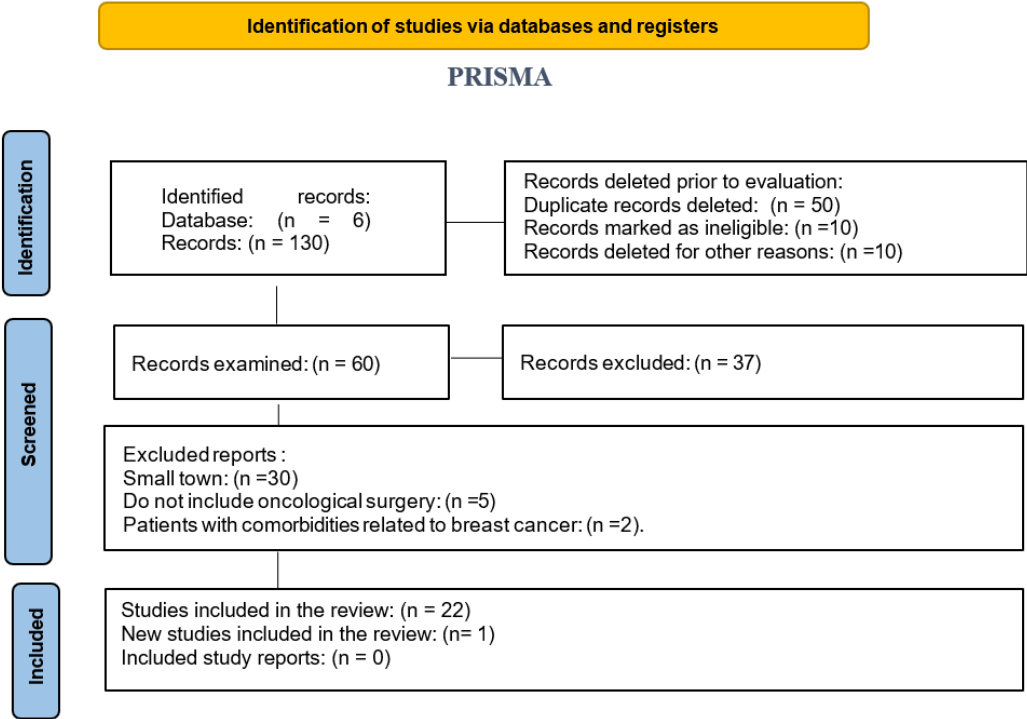 Identification of studies via databases and registers
PRISMA
Identification
Identified records:
Database: (n = 6)
Records: (n = 130)
Records deleted prior to evaluation:
Duplicate records deleted: (n = 50)
Records marked as ineligible: (n =10)
Records deleted for other reasons: (n =10)
Screened
Records examined: (n = 60)
Records excluded: (n = 37)
Excluded reports :
Small town: (n =30)
Do not include oncological surgery: (n =5)
Patients with comorbidities related to breast cancer: (n =2).
Included
Studies included in the review: (n = 22)
New studies included in the review: (n= 1)
Included study reports: (n = 0)